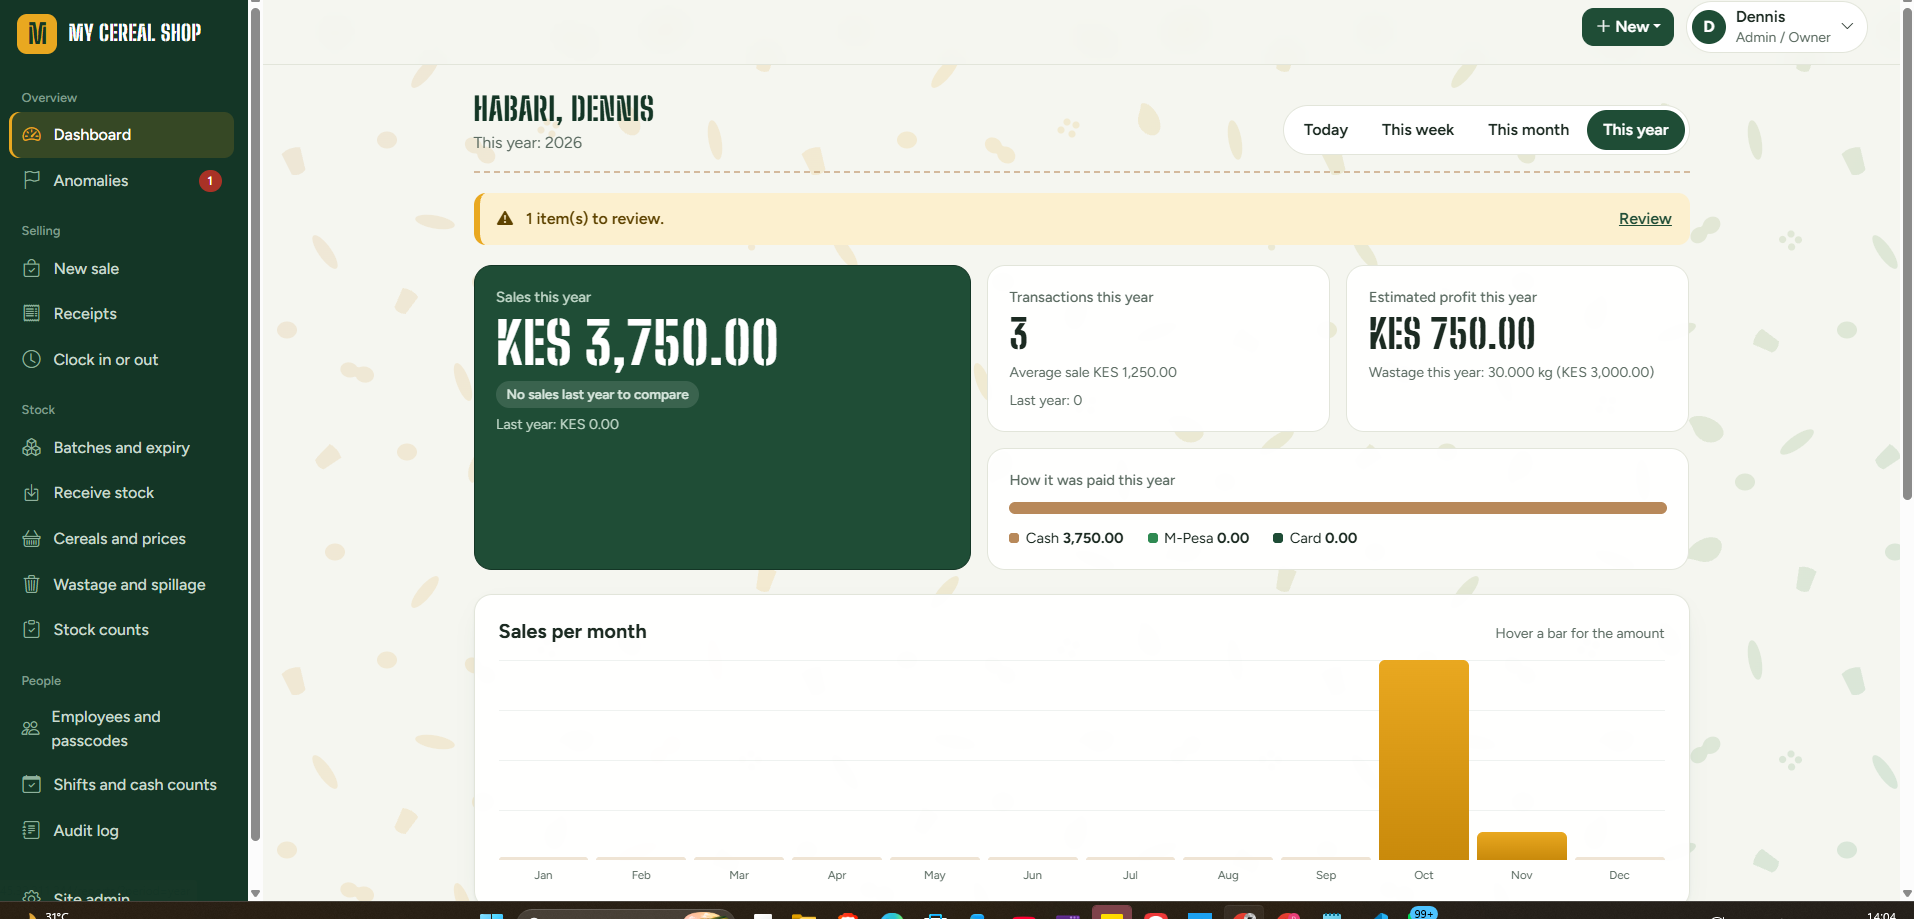 M MY CEREAL SHOP
Overview
Dashboard
Anomalies 1
Selling
New sale
Receipts
Clock in or out
Stock
Batches and expiry
Receive stock
Cereals and prices
Wastage and spillage
Stock counts
People
Employees and
passcodes
Shifts and cash counts
Audit log
Site admin
+ New
D Dennis
Admin / Owner
HABARI, DENNIS
This year: 2026
Today This week This month This year
1 item(s) to review. Review
Sales this year
KES 3,750.00
No sales last year to compare
Last year: KES 0.00
Transactions this year
3
Average sale KES 1,250.00
Last year: 0
Estimated profit this year
KES 750.00
Wastage this year: 30.000 kg (KES 3,000.00)
How it was paid this year
Cash 3,750.00 M-Pesa 0.00 Card 0.00
Sales per month
Hover a bar for the amount
Jan Feb Mar Apr May Jun Jul Aug Sep Oct Nov Dec
31°C
99+
14:04